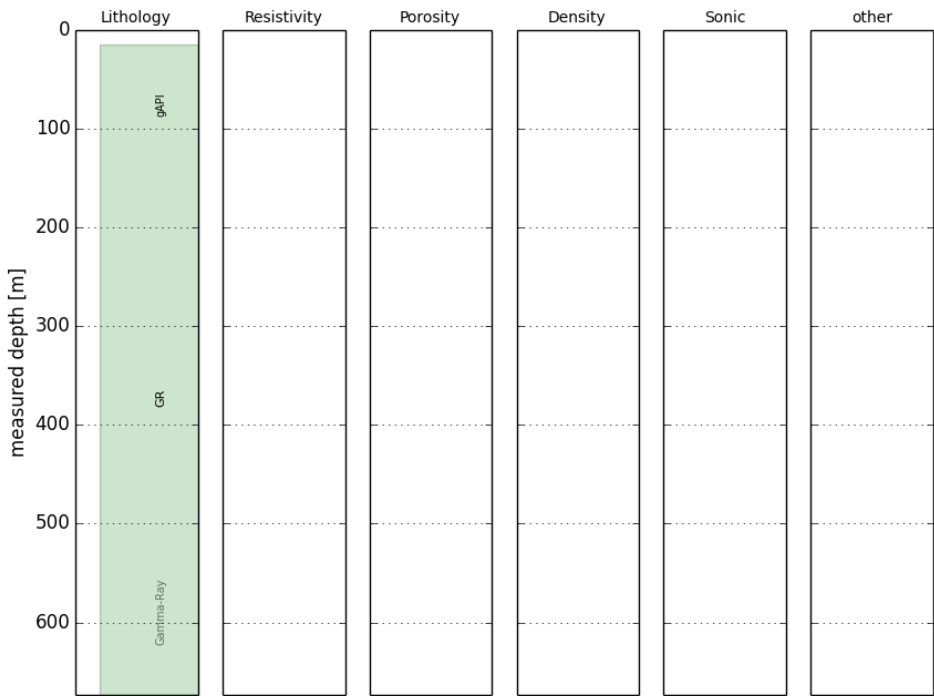 Lithology Resistivity Porosity Density Sonic other
0
gAPI
100
200
300
measured depth [m]
GR
400
500
Gamma-Ray
600